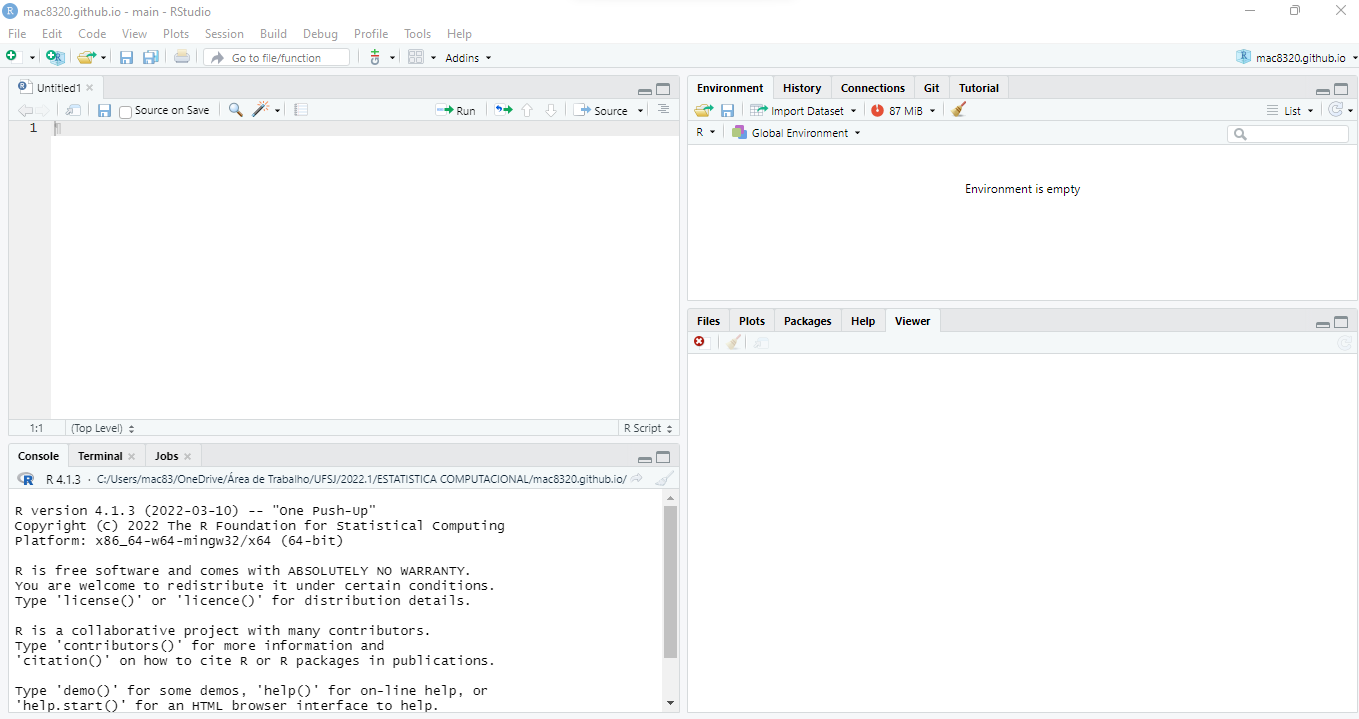 mac8320.github.io - main - RStudio
File Edit Code View Plots Session Build Debug Profile Tools Help
Go to file/function Addins mac8320.github.io
Untitled1
Source on Save Run Source
1
1:1 (Top Level) R Script
Console Terminal Jobs
R 4.1.3 · C:/Users/mac83/OneDrive/Área de Trabalho/UFSJ/2022.1/ESTATISTICA COMPUTACIONAL/mac8320.github.io/
R version 4.1.3 (2022-03-10) -- "One Push-Up"
Copyright (C) 2022 The R Foundation for Statistical Computing
Platform: x86_64-w64-mingw32/x64 (64-bit)
R is free software and comes with ABSOLUTELY NO WARRANTY.
You are welcome to redistribute it under certain conditions.
Type 'license()' or 'licence()' for distribution details.
R is a collaborative project with many contributors.
Type 'contributors()' for more information and
'citation()' on how to cite R or R packages in publications.
Type 'demo()' for some demos, 'help()' for on-line help, or
'help.start()' for an HTML browser interface to help.
Environment History Connections Git Tutorial
Import Dataset 87 MiB List
R Global Environment
Environment is empty
Files Plots Packages Help Viewer